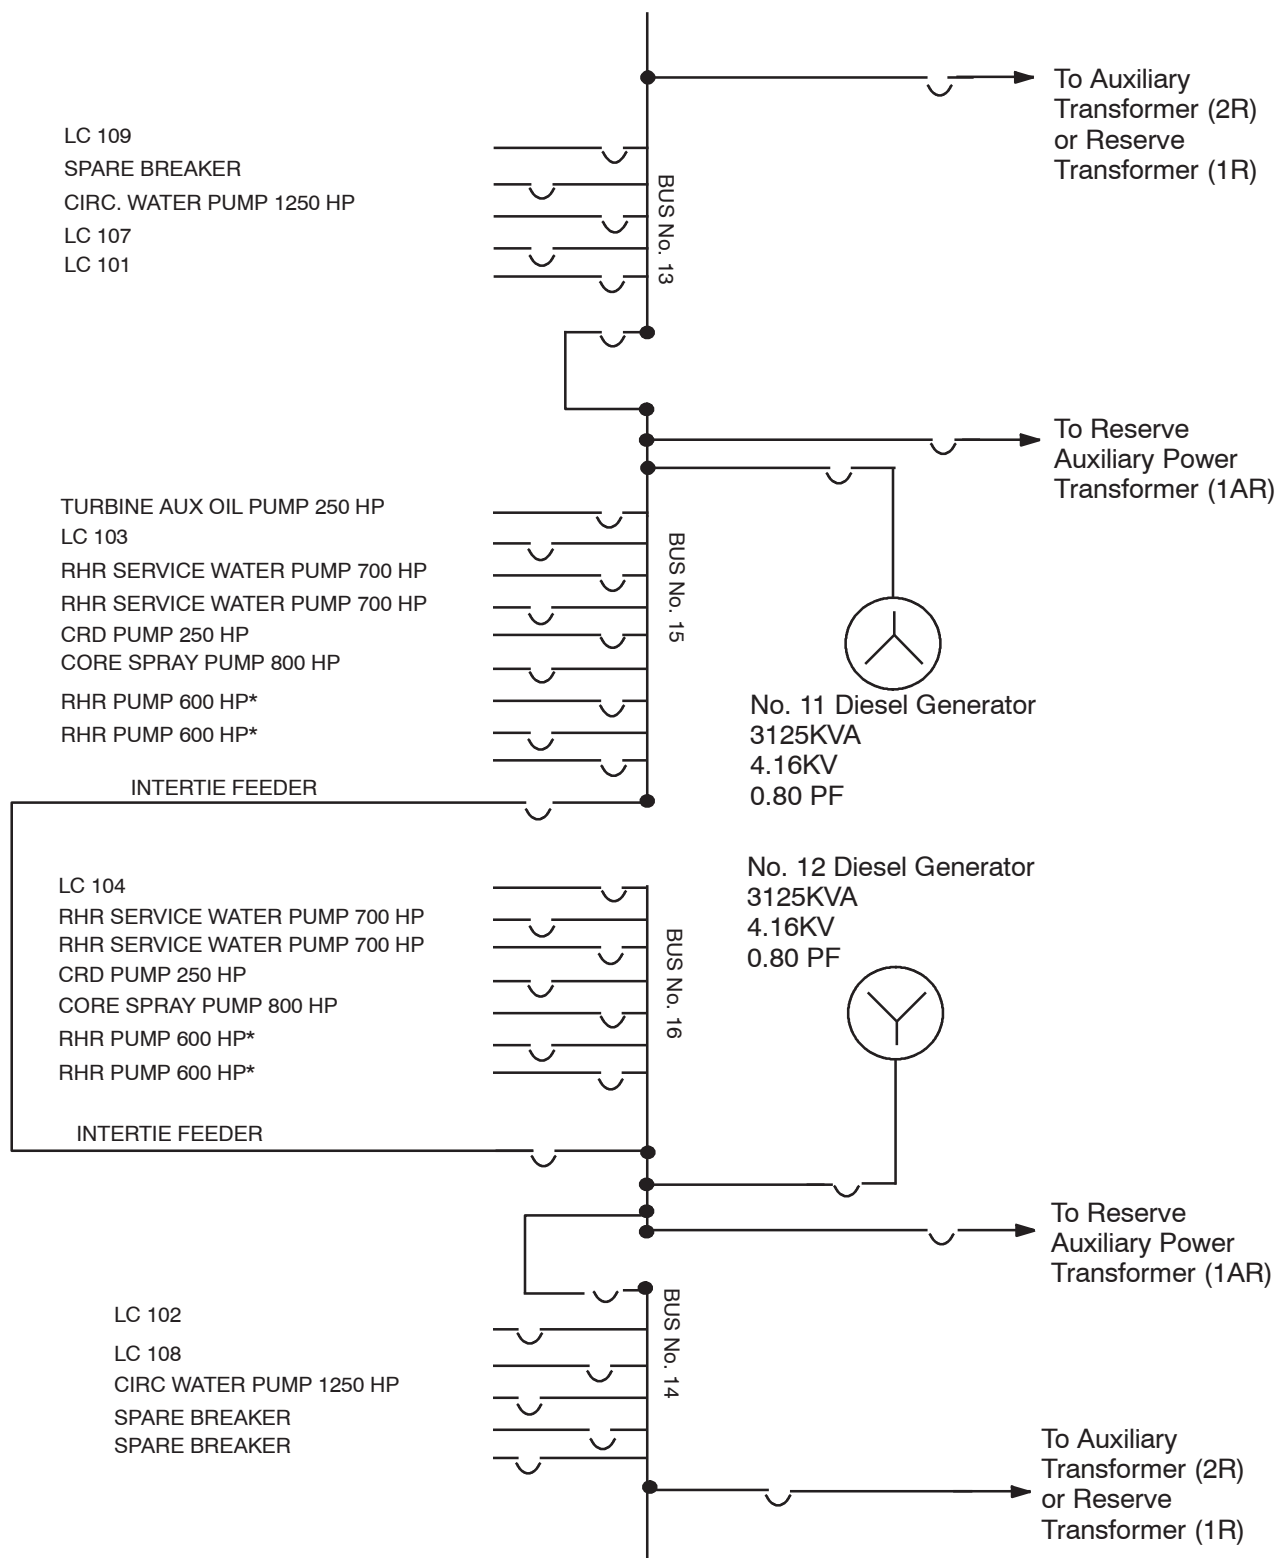 To Auxiliary
Transformer (2R)
or Reserve
Transformer (1R)
LC 109
SPARE BREAKER
CIRC. WATER PUMP 1250 HP
LC 107
LC 101
BUS No. 13
To Reserve
Auxiliary Power
Transformer (1AR)
TURBINE AUX OIL PUMP 250 HP
LC 103
RHR SERVICE WATER PUMP 700 HP
RHR SERVICE WATER PUMP 700 HP
CRD PUMP 250 HP
CORE SPRAY PUMP 800 HP
RHR PUMP 600 HP*
RHR PUMP 600 HP*
BUS No. 15
No. 11 Diesel Generator
3125KVA
4.16KV
0.80 PF
INTERTIE FEEDER
No. 12 Diesel Generator
3125KVA
4.16KV
0.80 PF
LC 104
RHR SERVICE WATER PUMP 700 HP
RHR SERVICE WATER PUMP 700 HP
CRD PUMP 250 HP
CORE SPRAY PUMP 800 HP
RHR PUMP 600 HP*
RHR PUMP 600 HP*
BUS No. 16
INTERTIE FEEDER
To Reserve
Auxiliary Power
Transformer (1AR)
LC 102
LC 108
CIRC WATER PUMP 1250 HP
SPARE BREAKER
SPARE BREAKER
BUS No. 14
To Auxiliary
Transformer (2R)
or Reserve
Transformer (1R)